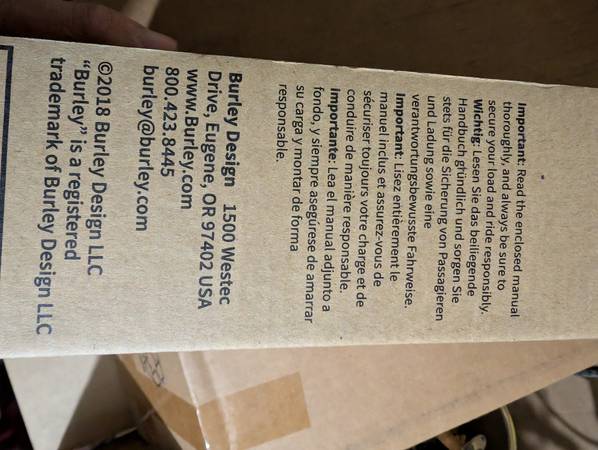 Important: Read the enclosed manual
thoroughly, and always be sure to
secure your load and ride responsibly.
Wichtig: Lesen Sie das beiliegende
Handbuch gründlich und sorgen Sie
stets für die Sicherung von Passagieren
und Ladung sowie eine
verantwortungsbewusste Fahrweise.
Important: Lisez entièrement le
manuel inclus et assurez-vous de
sécuriser toujours votre charge et de
conduire de manière responsable.
Importante: Lea el manual adjunto a
fondo, y siempre asegúrese de amarrar
su carga y montar de forma
responsable.
Burley Design 1500 Westec
Drive, Eugene, OR 97402 USA
www.Burley.com
800.423.8445
burley@burley.com
©2018 Burley Design LLC
“Burley” is a registered
trademark of Burley Design LLC